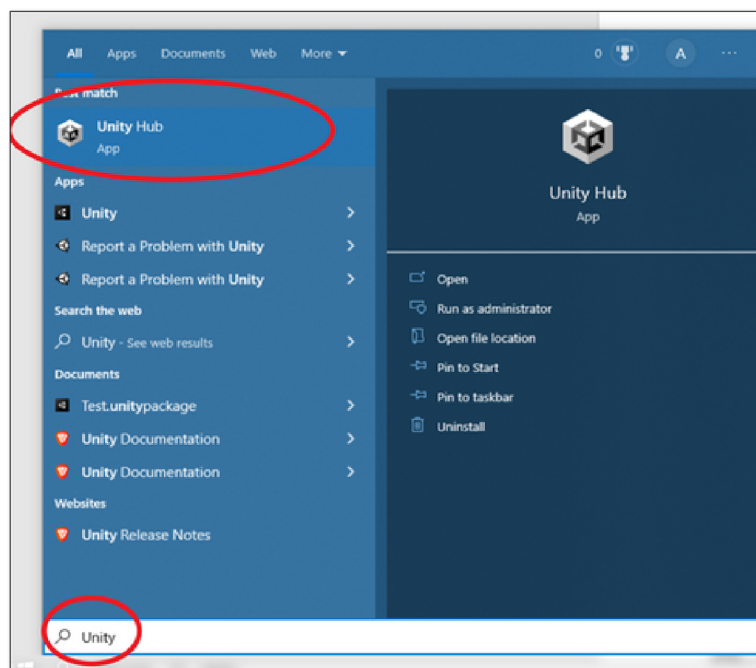 All Apps Documents Web More 0 A ...
Best match
Unity Hub
App
Apps
Unity
Report a Problem with Unity
Report a Problem with Unity
Search the web
Unity - See web results
Documents
Test.unitypackage
Unity Documentation
Unity Documentation
Websites
Unity Release Notes
Unity
Unity Hub
App
Open
Run as administrator
Open file location
Pin to Start
Pin to taskbar
Uninstall